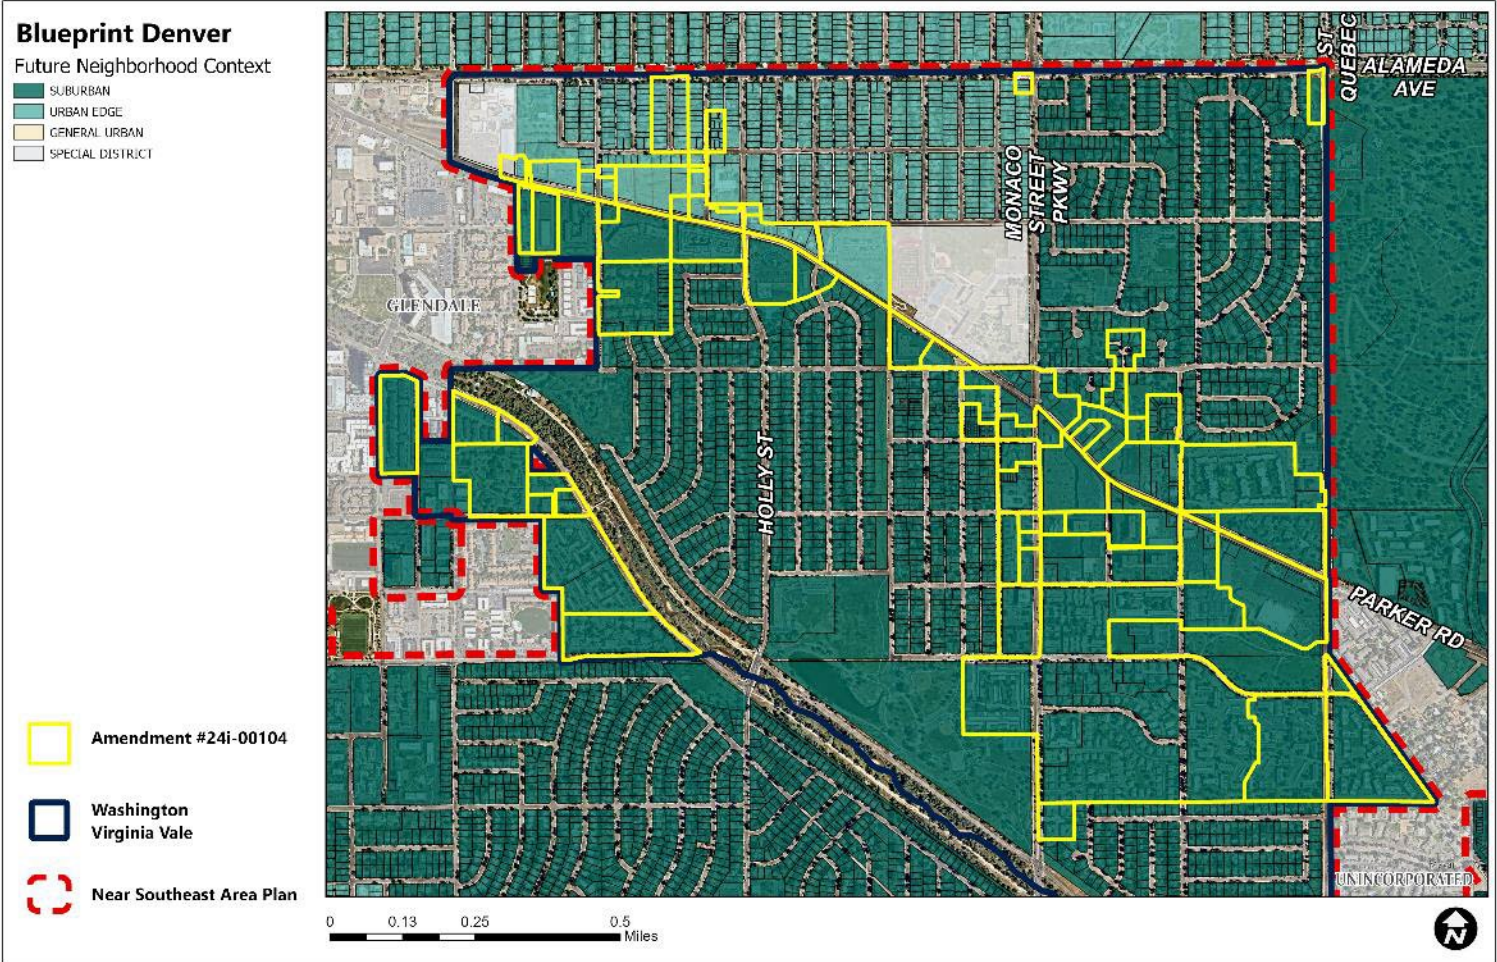 Blueprint Denver
Future Neighborhood Context
SUBURBAN
URBAN EDGE
GENERAL URBAN
SPECIAL DISTRICT
QUEBEC ST
ALAMEDA
AVE
MONACO
STREET
PKWY
GLENDALE
HOLLY ST
PARKER RD
UNINCORPORATED
Amendment #24i-00104
Washington
Virginia Vale
Near Southeast Area Plan
0 0.13 0.25 0.5
Miles
N